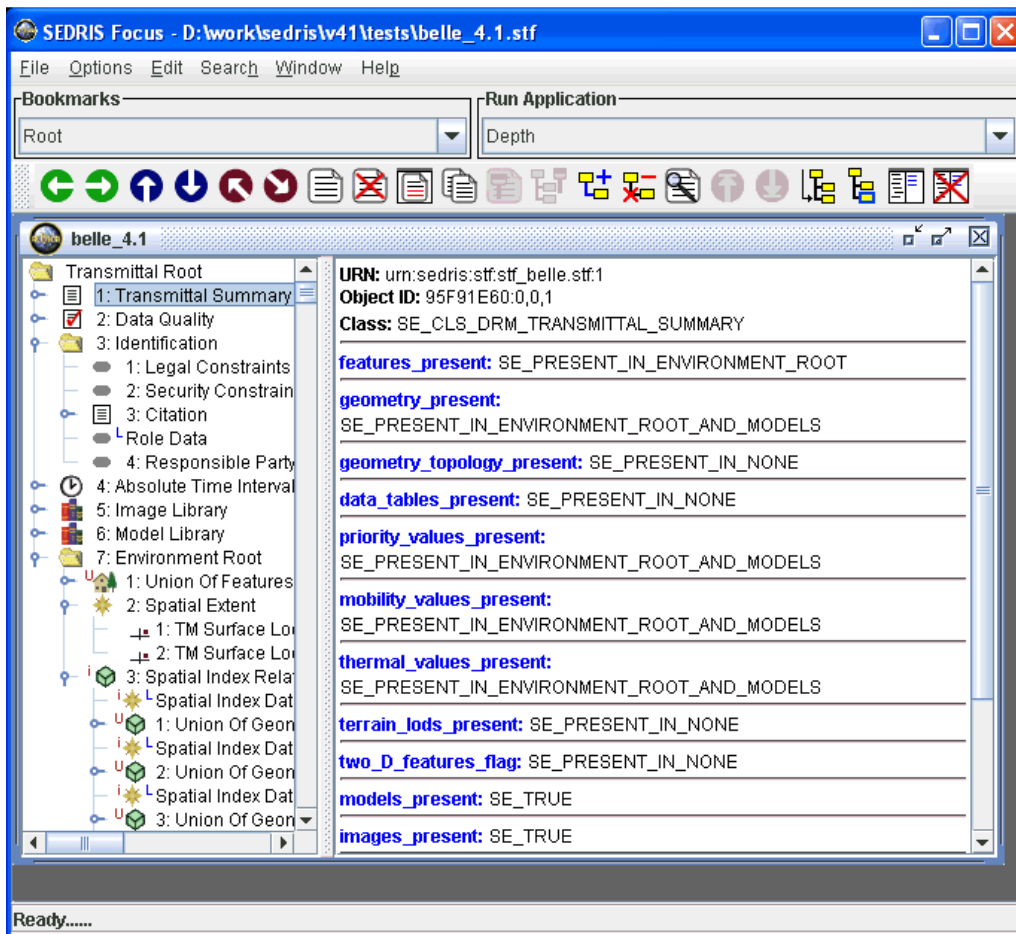 SEDRIS Focus - D:\work\sedris\v41\tests\belle_4.1.stf
File Options Edit Search Window Help
Bookmarks
Root
Run Application
Depth
belle_4.1
Transmittal Root
1: Transmittal Summary
2: Data Quality
3: Identification
1: Legal Constraints
2: Security Constrain
3: Citation
L Role Data
4: Responsible Party
4: Absolute Time Interval
5: Image Library
6: Model Library
7: Environment Root
U 1: Union Of Features
2: Spatial Extent
1: TM Surface Lo
2: TM Surface Lo
i 3: Spatial Index Rela
i L Spatial Index Dat
U 1: Union Of Geon
i L Spatial Index Dat
U 2: Union Of Geon
i L Spatial Index Dat
U 3: Union Of Geon
URN: urn:sedris:stf:stf_belle.stf:1
Object ID: 95F91E60:0,0,1
Class: SE_CLS_DRM_TRANSMITTAL_SUMMARY
features_present: SE_PRESENT_IN_ENVIRONMENT_ROOT
geometry_present:
SE_PRESENT_IN_ENVIRONMENT_ROOT_AND_MODELS
geometry_topology_present: SE_PRESENT_IN_NONE
data_tables_present: SE_PRESENT_IN_NONE
priority_values_present:
SE_PRESENT_IN_ENVIRONMENT_ROOT_AND_MODELS
mobility_values_present:
SE_PRESENT_IN_ENVIRONMENT_ROOT_AND_MODELS
thermal_values_present:
SE_PRESENT_IN_ENVIRONMENT_ROOT_AND_MODELS
terrain_lods_present: SE_PRESENT_IN_NONE
two_D_features_flag: SE_PRESENT_IN_NONE
models_present: SE_TRUE
images_present: SE_TRUE
Ready......